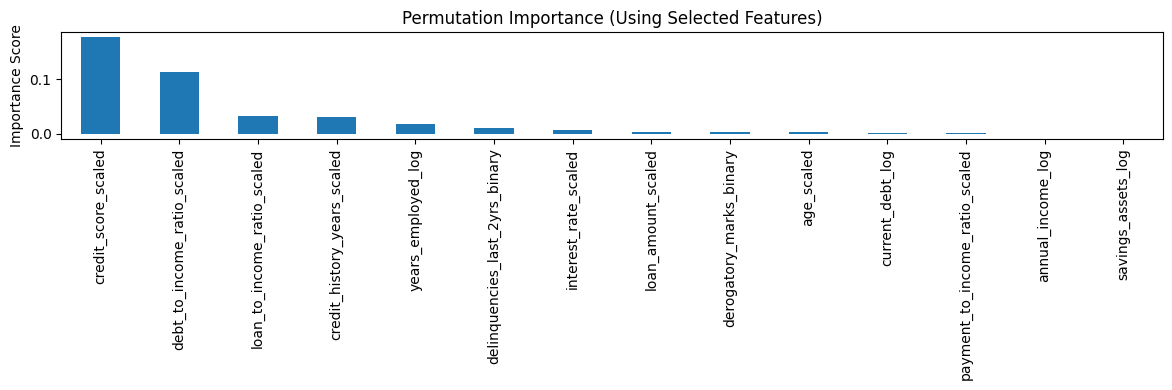 Permutation Importance (Using Selected Features)
Importance Score
0.1
0.0
credit_score_scaled
debt_to_income_ratio_scaled
loan_to_income_ratio_scaled
credit_history_years_scaled
years_employed_log
delinquencies_last_2yrs_binary
interest_rate_scaled
loan_amount_scaled
derogatory_marks_binary
age_scaled
current_debt_log
payment_to_income_ratio_scaled
annual_income_log
savings_assets_log